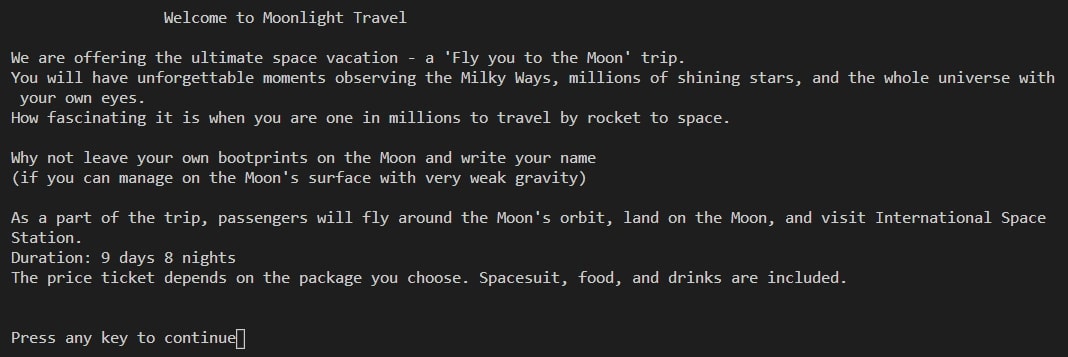 Welcome to Moonlight Travel
We are offering the ultimate space vacation - a 'Fly you to the Moon' trip.
You will have unforgettable moments observing the Milky Ways, millions of shining stars, and the whole universe with
your own eyes.
How fascinating it is when you are one in millions to travel by rocket to space.
Why not leave your own bootprints on the Moon and write your name
(if you can manage on the Moon's surface with very weak gravity)
As a part of the trip, passengers will fly around the Moon's orbit, land on the Moon, and visit International Space
Station.
Duration: 9 days 8 nights
The price ticket depends on the package you choose. Spacesuit, food, and drinks are included.
Press any key to continue